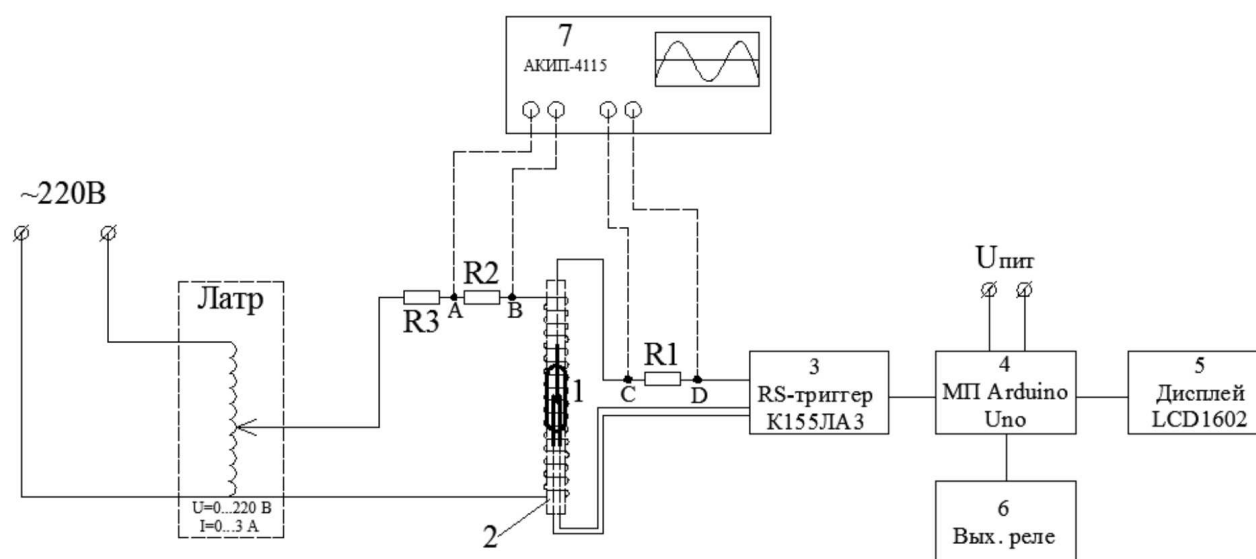 7
АКИП-4115
~220В
Латр
U=0...220 В
I=0...3 А
R3
A
R2
B
1
2
C
R1
D
3
RS-триггер
К155ЛА3
Uпит
4
МП Arduino
Uno
5
Дисплей
LCD1602
6
Вых. реле